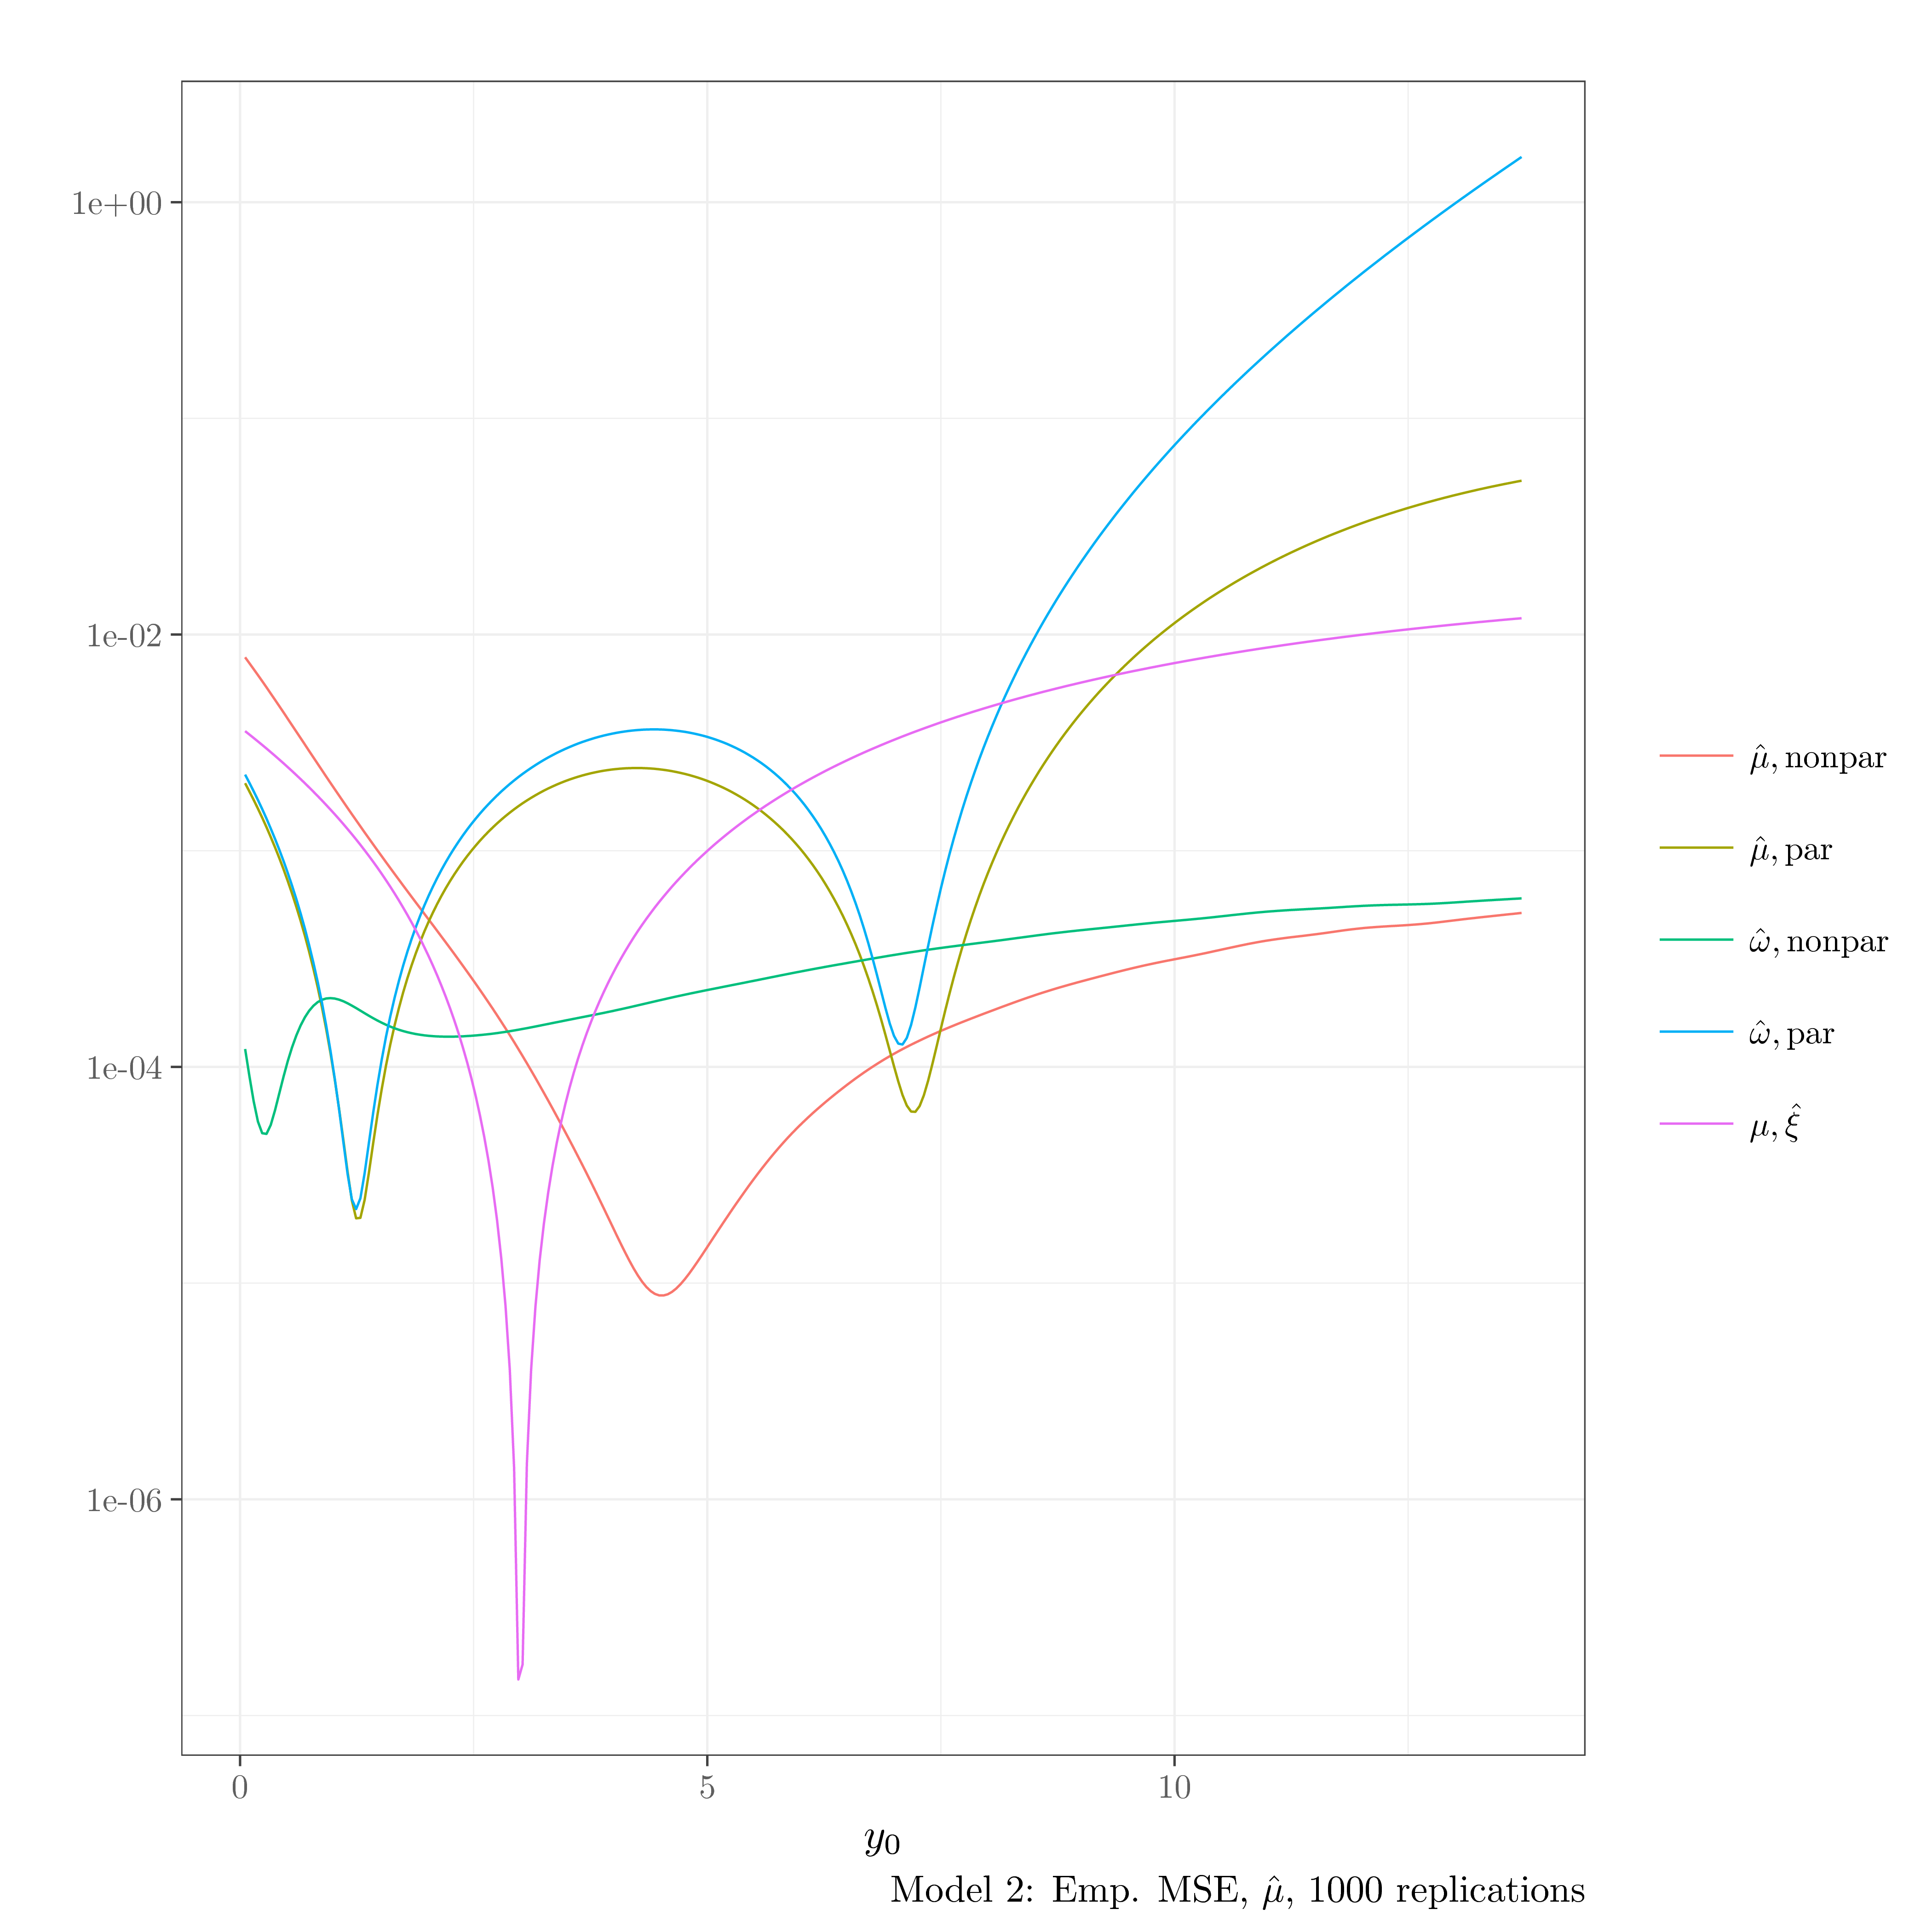 1e+00
1e-02
1e-04
1e-06
0 5 10
y₀
μ̂, nonpar
μ̂, par
ω̂, nonpar
ω̂, par
μ, ξ̂
Model 2: Emp. MSE, μ̂, 1000 replications